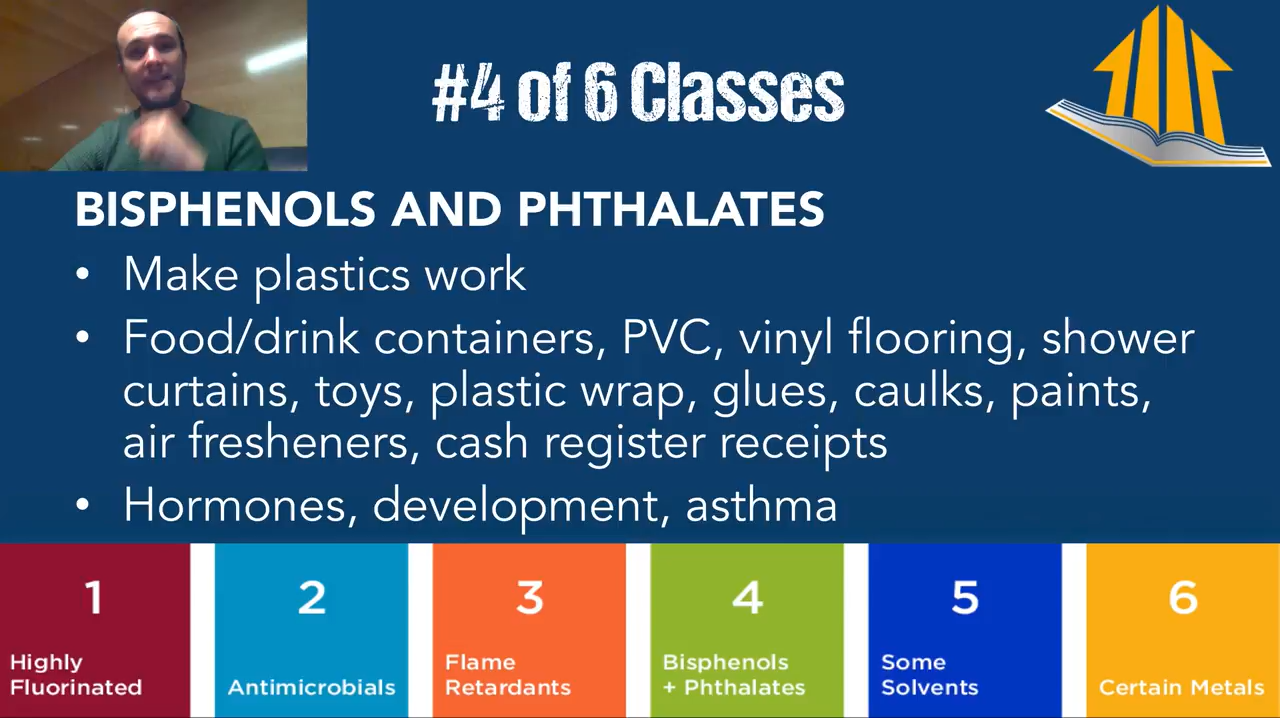 #4 of 6 Classes
BISPHENOLS AND PHTHALATES
• Make plastics work
• Food/drink containers, PVC, vinyl flooring, shower
curtains, toys, plastic wrap, glues, caulks, paints,
air fresheners, cash register receipts
• Hormones, development, asthma
1
Highly
Fluorinated
2
Antimicrobials
3
Flame
Retardants
4
Bisphenols
+ Phthalates
5
Some
Solvents
6
Certain Metals